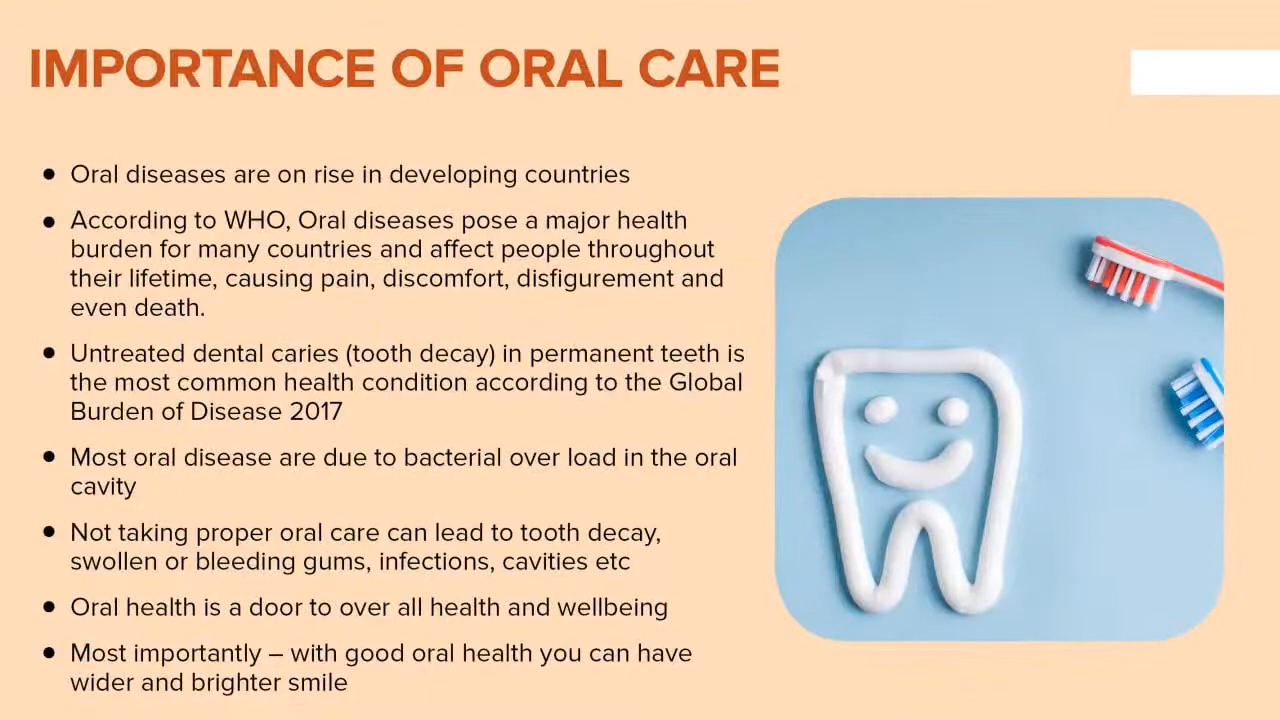 IMPORTANCE OF ORAL CARE
• Oral diseases are on rise in developing countries
• According to WHO, Oral diseases pose a major health
burden for many countries and affect people throughout
their lifetime, causing pain, discomfort, disfigurement and
even death.
• Untreated dental caries (tooth decay) in permanent teeth is
the most common health condition according to the Global
Burden of Disease 2017
• Most oral disease are due to bacterial over load in the oral
cavity
• Not taking proper oral care can lead to tooth decay,
swollen or bleeding gums, infections, cavities etc
• Oral health is a door to over all health and wellbeing
• Most importantly – with good oral health you can have
wider and brighter smile